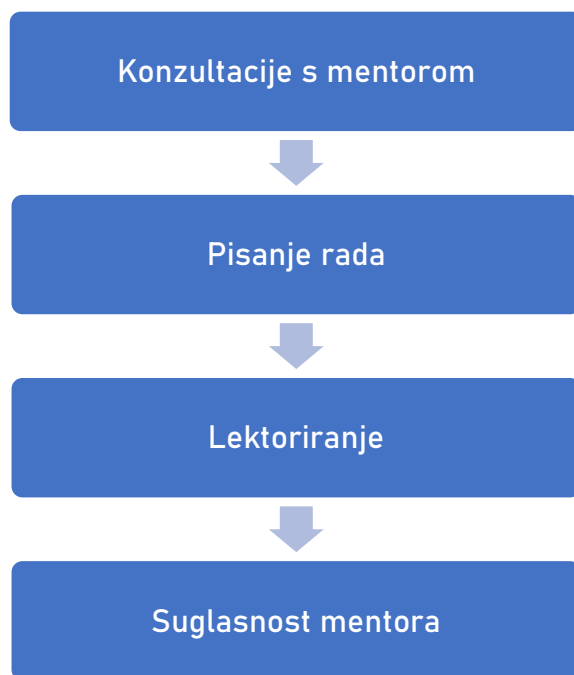 Konzultacije s mentorom
Pisanje rada
Lektoriranje
Suglasnost mentora